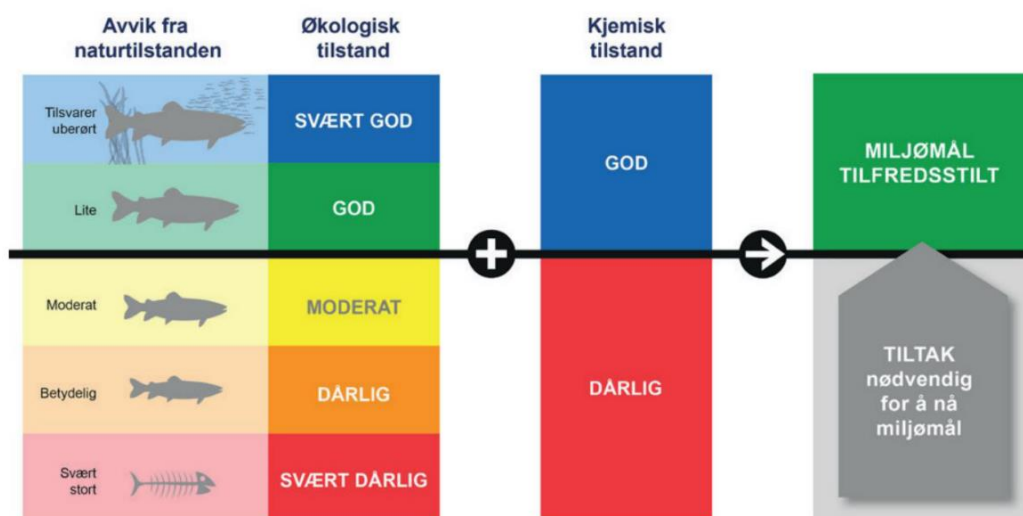 Avvik fra
naturtilstanden
Økologisk
tilstand
Kjemisk
tilstand
Tilsvarer
uberørt
SVÆRT GOD
Lite
GOD
Moderat
MODERAT
Betydelig
DÅRLIG
Svært
stort
SVÆRT DÅRLIG
GOD
DÅRLIG
MILJØMÅL
TILFREDSSTILT
TILTAK
nødvendig
for å nå
miljømål